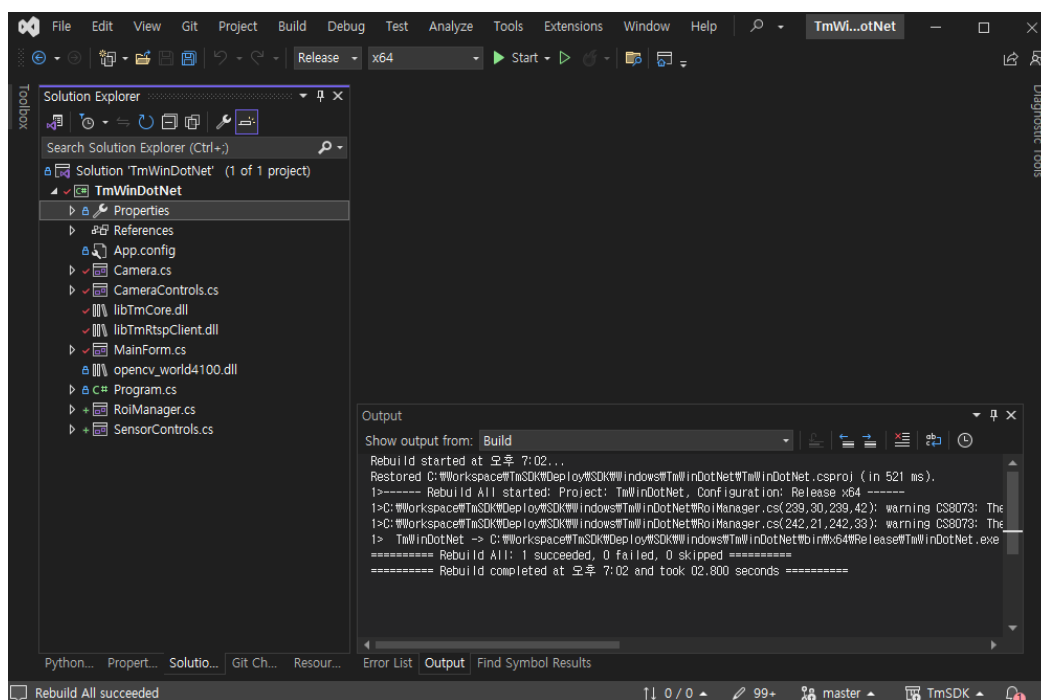 File Edit View Git Project Build Debug Test Analyze Tools Extensions Window Help TmWi...otNet
Release x64 Start
Toolbox
Solution Explorer
Search Solution Explorer (Ctrl+;)
Solution 'TmWinDotNet' (1 of 1 project)
C# TmWinDotNet
Properties
References
App.config
Camera.cs
CameraControls.cs
libTmCore.dll
libTmRtspClient.dll
MainForm.cs
opencv_world4100.dll
C# Program.cs
RoiManager.cs
SensorControls.cs
Diagnostic Tools
Output
Show output from: Build
Rebuild started at 오후 7:02...
Restored C:₩Workspace₩TmSDK₩Deploy₩SDK₩Windows₩TmWinDotNet₩TmWinDotNet.csproj (in 521 ms).
1>------ Rebuild All started: Project: TmWinDotNet, Configuration: Release x64 ------
1>C:₩Workspace₩TmSDK₩Deploy₩SDK₩Windows₩TmWinDotNet₩RoiManager.cs(239,30,239,42): warning CS8073: The
1>C:₩Workspace₩TmSDK₩Deploy₩SDK₩Windows₩TmWinDotNet₩RoiManager.cs(242,21,242,33): warning CS8073: The
1> TmWinDotNet -> C:₩Workspace₩TmSDK₩Deploy₩SDK₩Windows₩TmWinDotNet₩bin₩x64₩Release₩TmWinDotNet.exe
========== Rebuild All: 1 succeeded, 0 failed, 0 skipped ==========
========== Rebuild completed at 오후 7:02 and took 02.800 seconds ==========
Python... Propert... Solutio... Git Ch... Resour...
Error List Output Find Symbol Results
Rebuild All succeeded 0 / 0 99+ master TmSDK 1